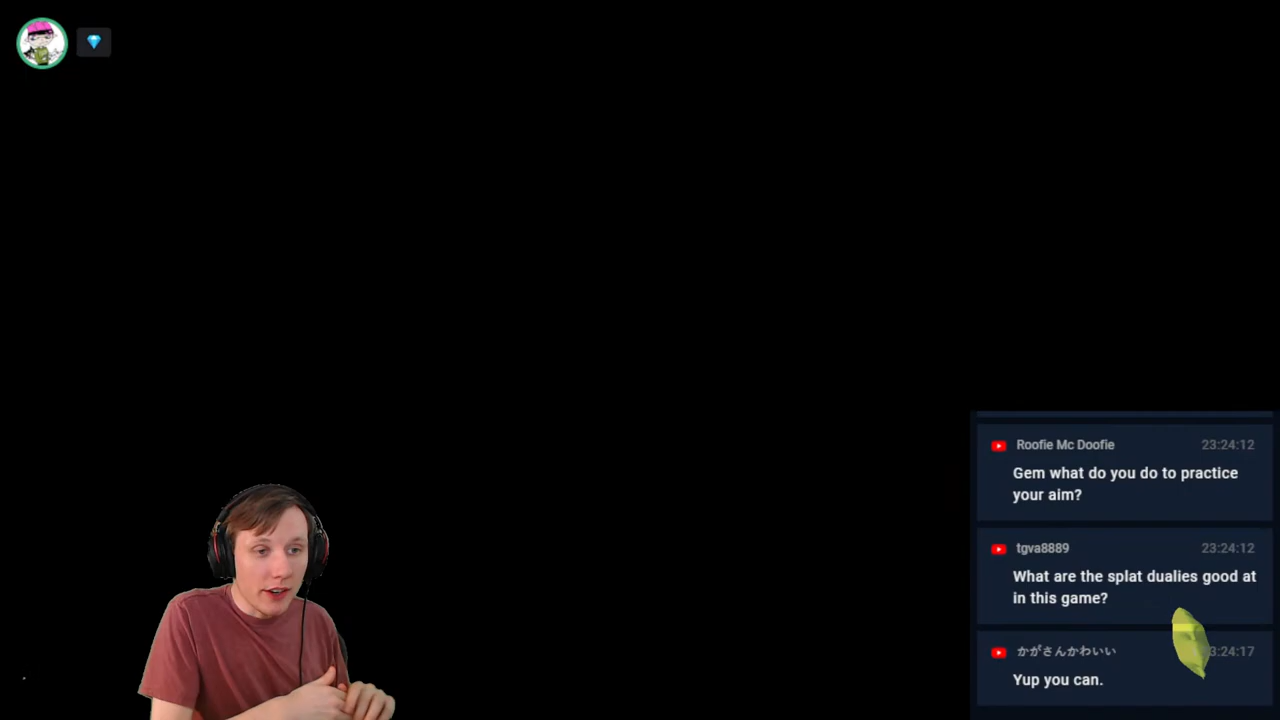 Roofie Mc Doofie 23:24:12
Gem what do you do to practice
your aim?
tgva8889 23:24:12
What are the splat dualies good at
in this game?
かがさんかわいい 3:24:17
Yup you can.